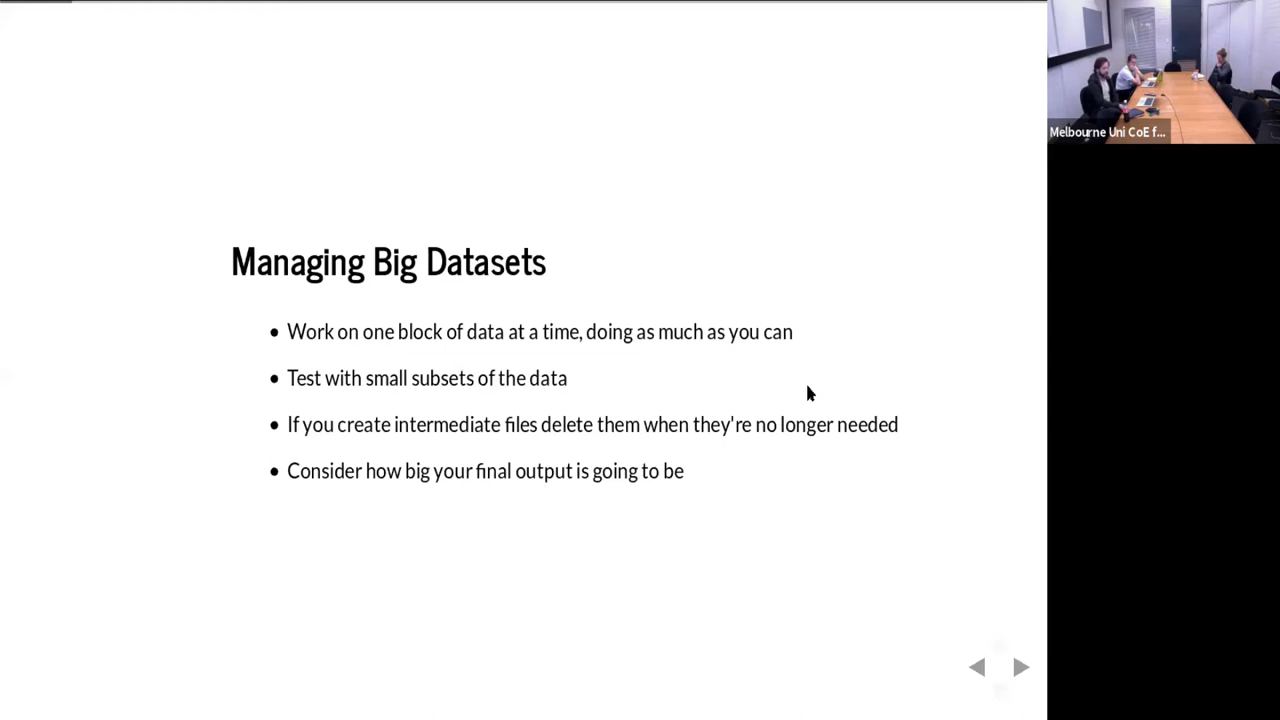 Managing Big Datasets
Work on one block of data at a time, doing as much as you can
Test with small subsets of the data
If you create intermediate files delete them when they're no longer needed
Consider how big your final output is going to be
Melbourne Uni CoE f...